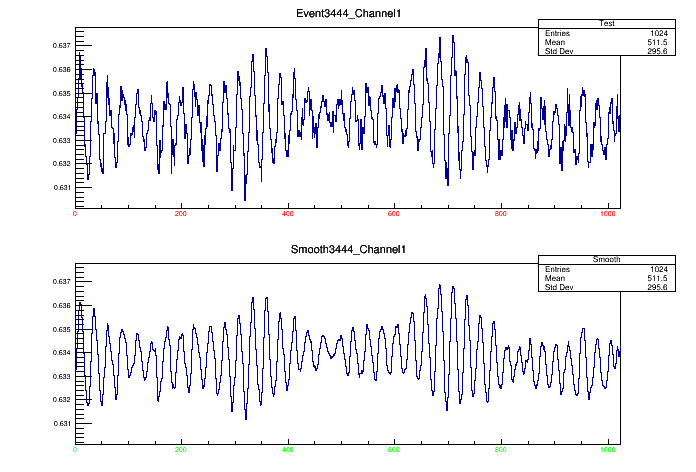 Event3444_Channel1
Test
Entries 1024
Mean 511.5
Std Dev 295.6
0.637
0.636
0.635
0.634
0.633
0.632
0.631
0 200 400 600 800 1000
Smooth3444_Channel1
Smooth
Entries 1024
Mean 511.5
Std Dev 295.6
0.637
0.636
0.635
0.634
0.633
0.632
0.631
0 200 400 600 800 1000